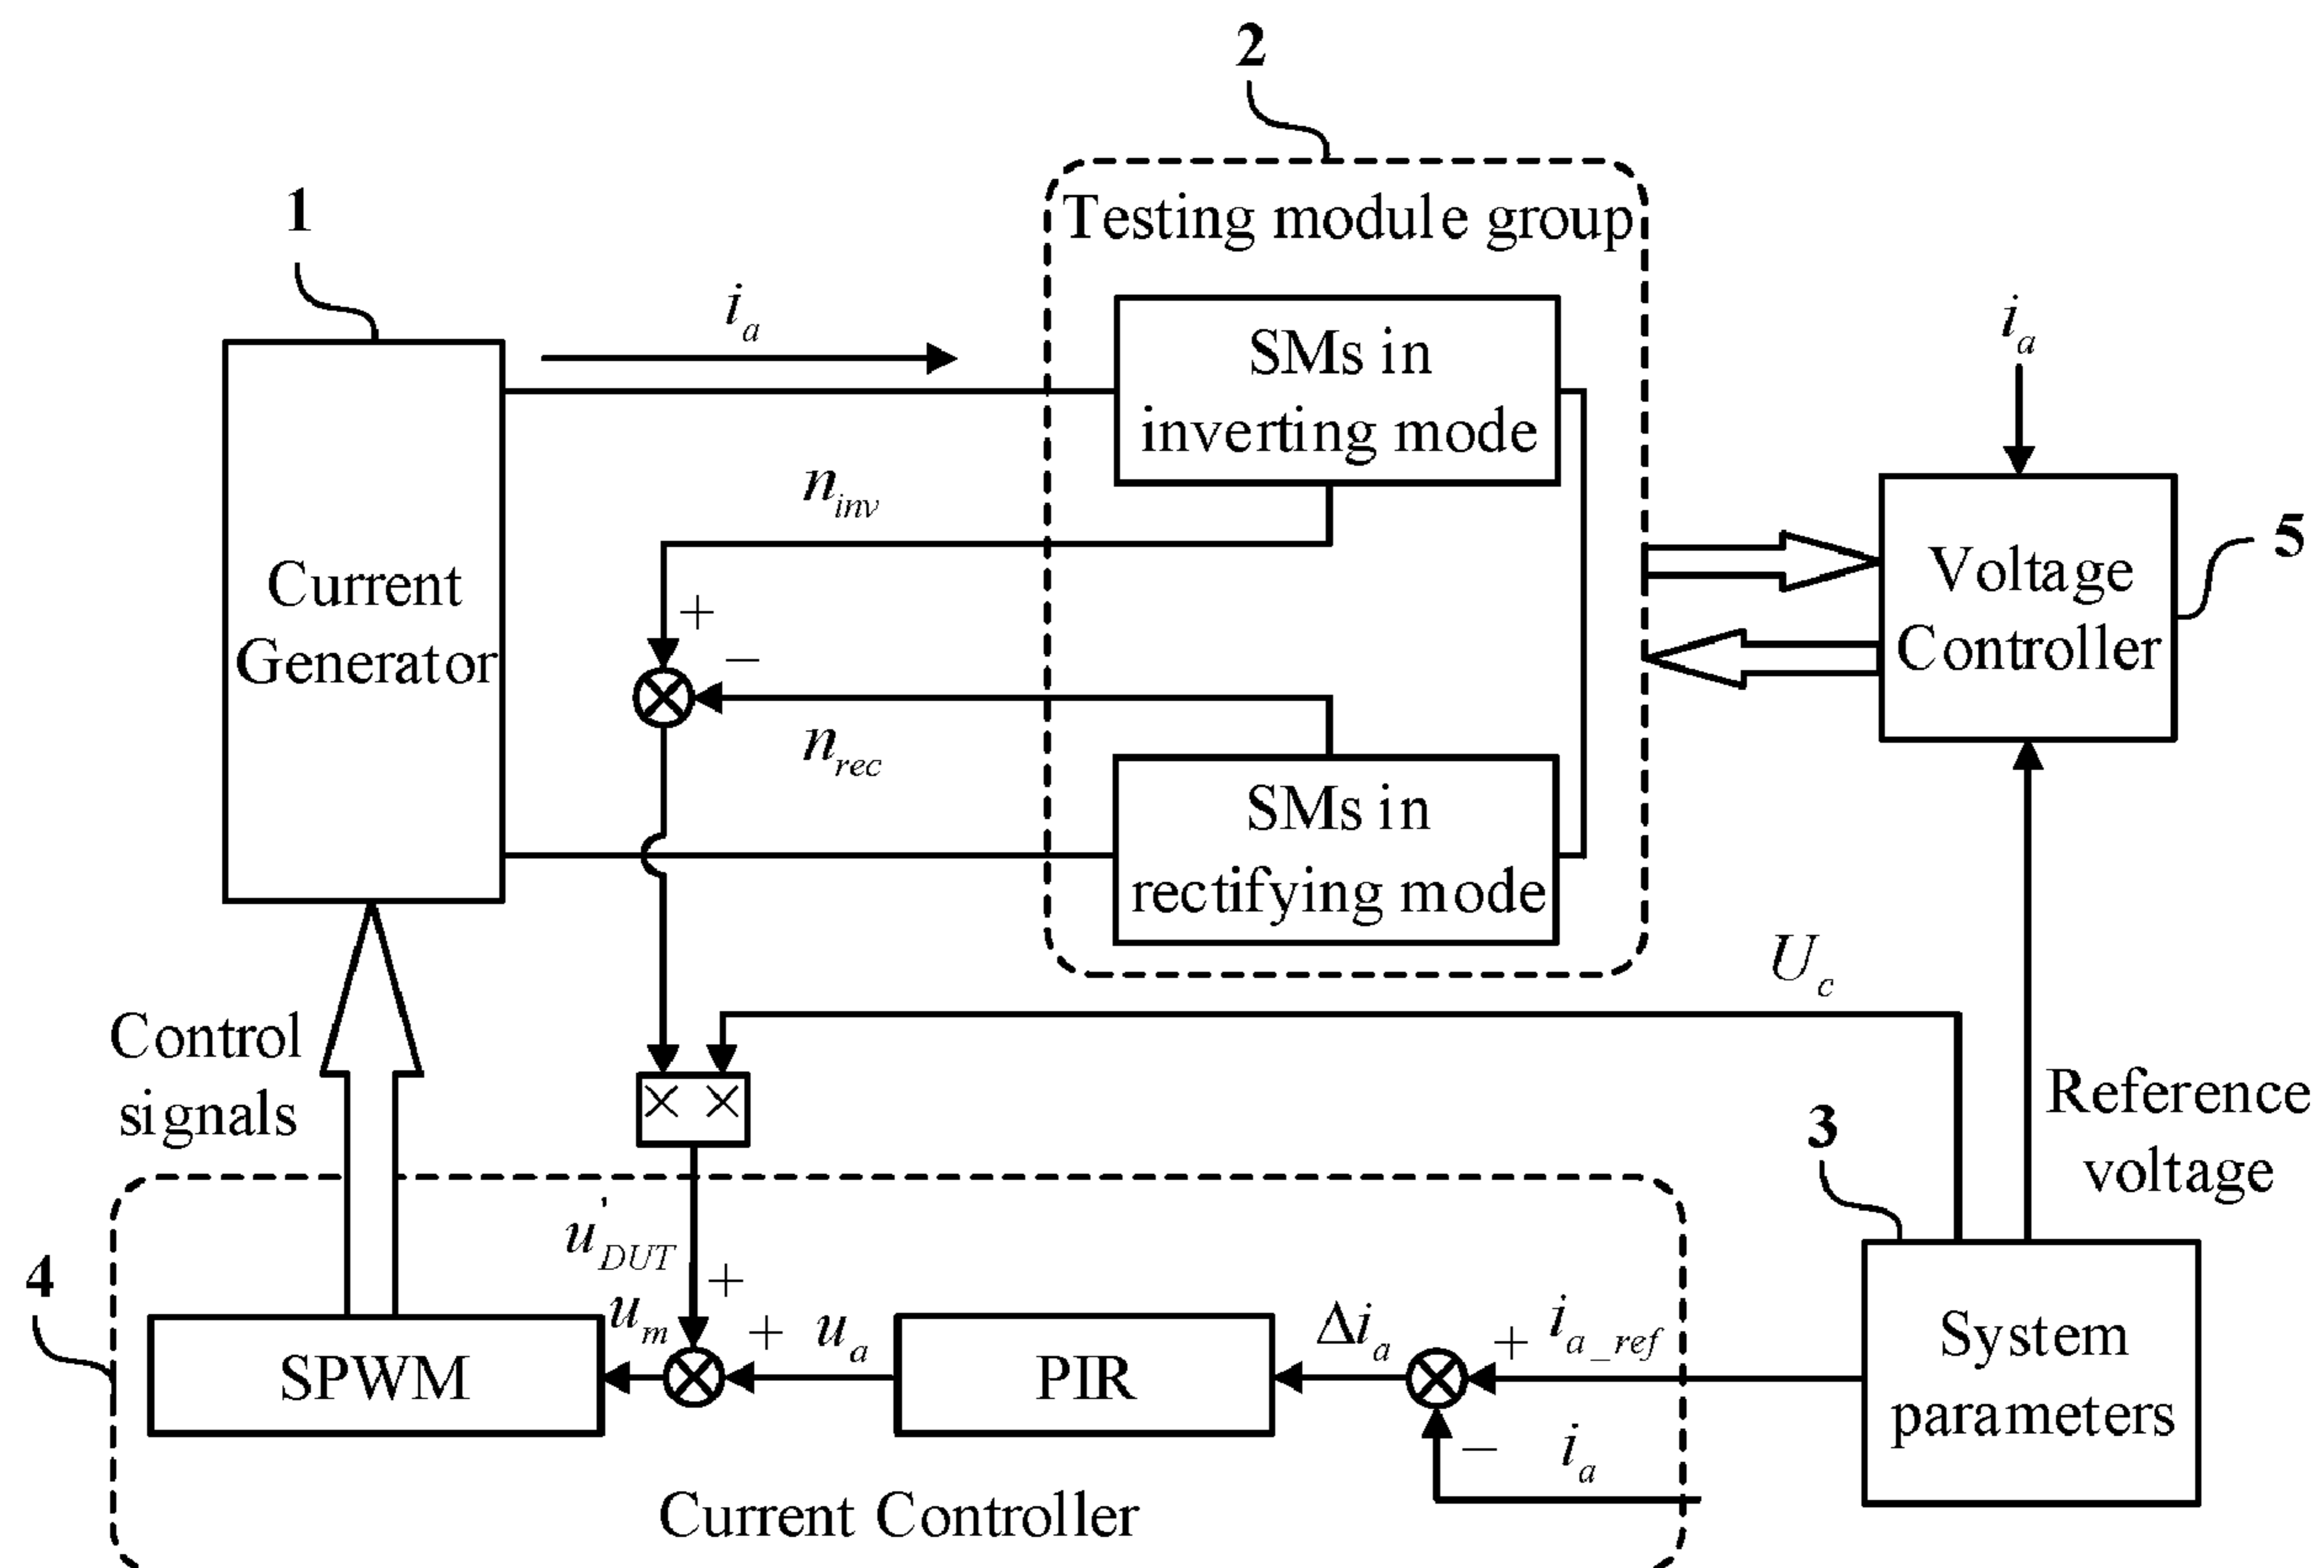 2
Testing module group
1
i_a
SMs in
inverting mode
i_a
n_inv
Current
Generator
Voltage
Controller
5
+
−
n_rec
SMs in
rectifying mode
U_c
Control
signals
× ×
Reference
voltage
3
4
u'_DUT
+
u_m
+ u_a
Δi_a
+ i_a_ref
SPWM
PIR
System
parameters
− i_a
Current Controller